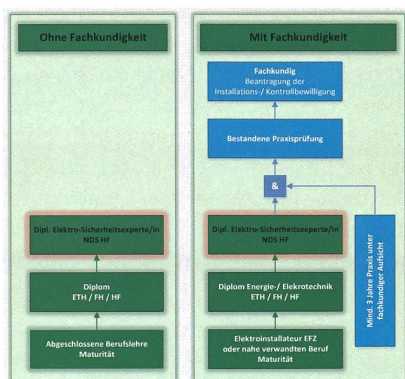 Ohne Fachkundigkeit
Dipl. Elektro-Sicherheitsexperte/in
NDS HF
Diplom
ETH / FH / HF
Abgeschlossene Berufslehre
Maturität
Mit Fachkundigkeit
Fachkundig
Beantragung der
Installations-/ Kontrollbewilligung
Bestandene Praxisprüfung
&
Mind. 3 Jahre Praxis unter
fachkundiger Aufsicht
Dipl. Elektro-Sicherheitsexperte/in
NDS HF
Diplom Energie-/ Elekrotechnik
ETH / FH / HF
Elektroinstallateur EFZ
oder nahe verwandten Beruf
Maturität